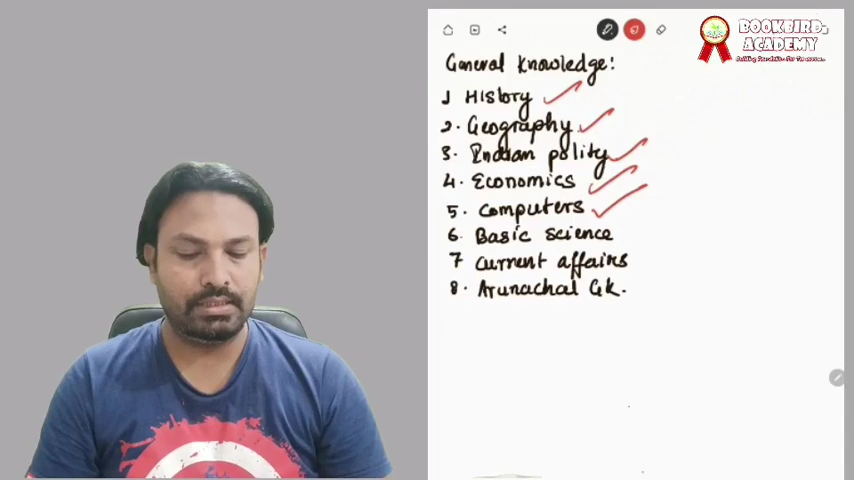 BOOKBIRD
ACADEMY
General Knowledge:
1 History
2. Geography
3. Indian polity
4. Economics
5. Computers
6. Basic science
7 Current affairs
8. Arunachal Gk.